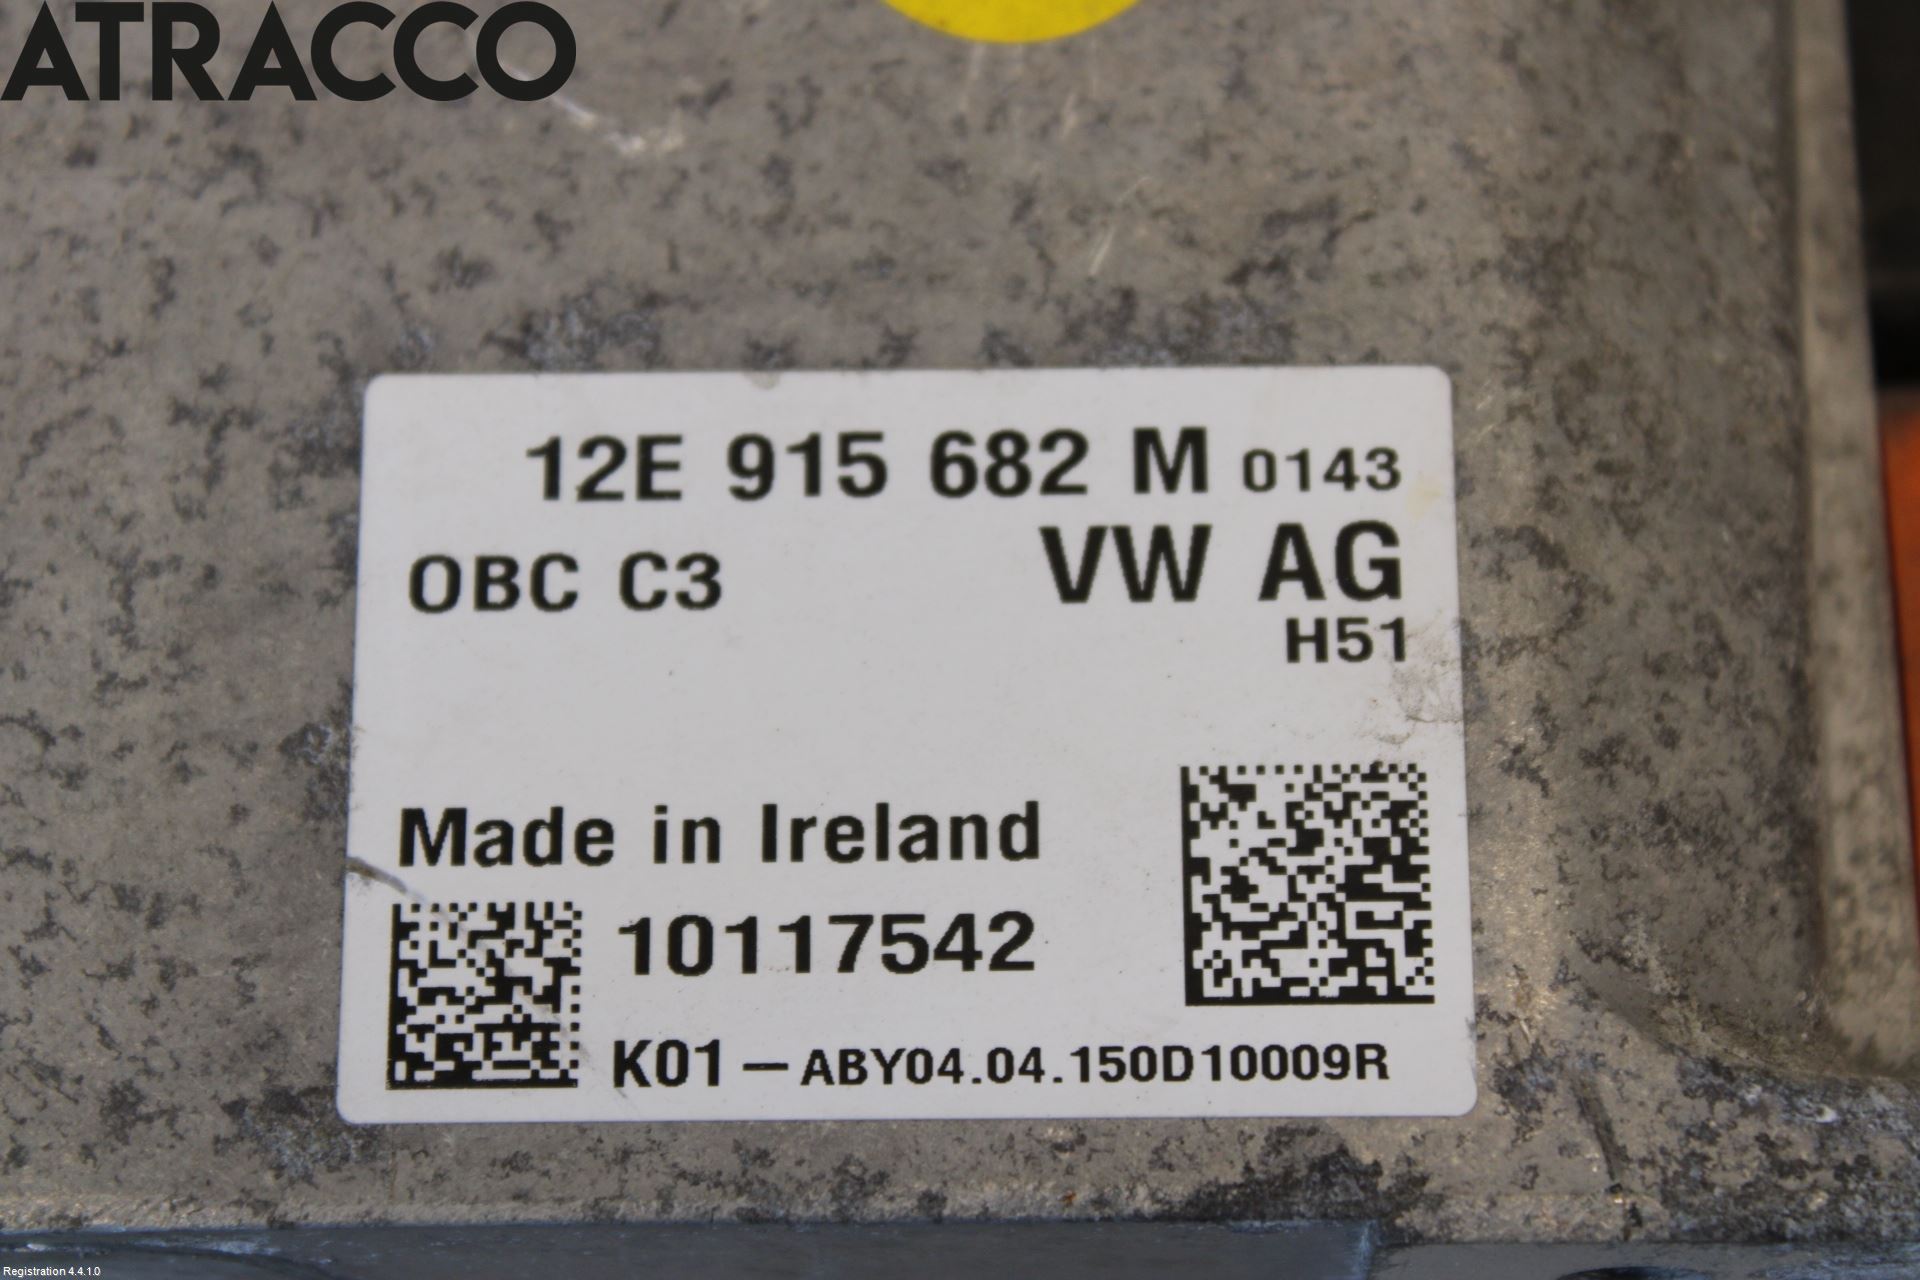 ATRACCO
12E 915 682 M 0143
OBC C3 VW AG
H51
Made in Ireland
10117542
K01 – ABY04.04.150D10009R
Registration 4.4.1.0